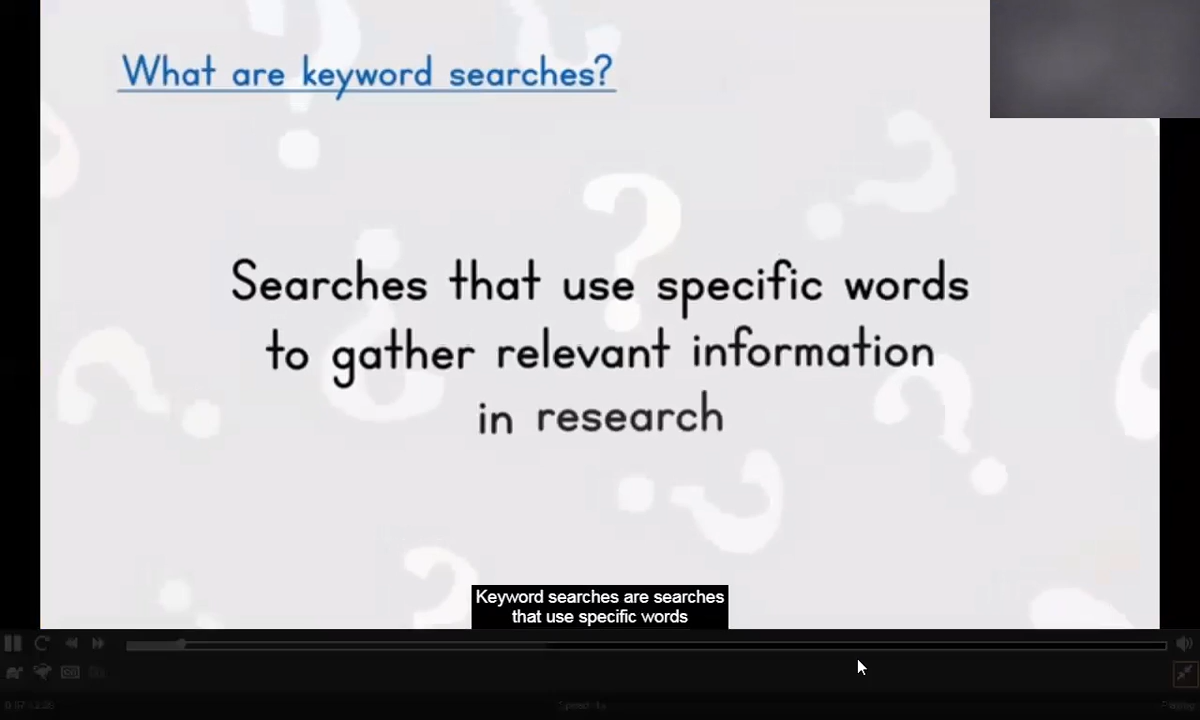 What are keyword searches?
Searches that use specific words
to gather relevant information
in research
Keyword searches are searches
that use specific words